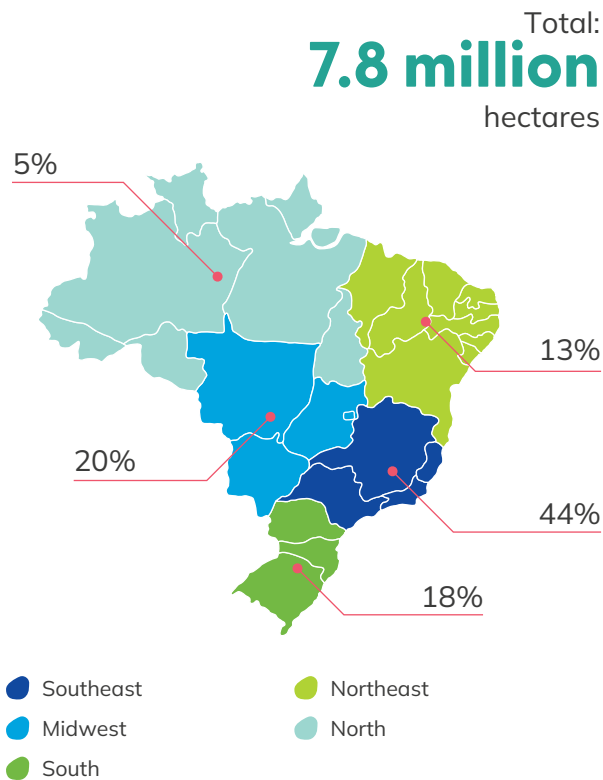 Total:
7.8 million
hectares
5%
13%
20%
44%
18%
Southeast
Midwest
South
Northeast
North